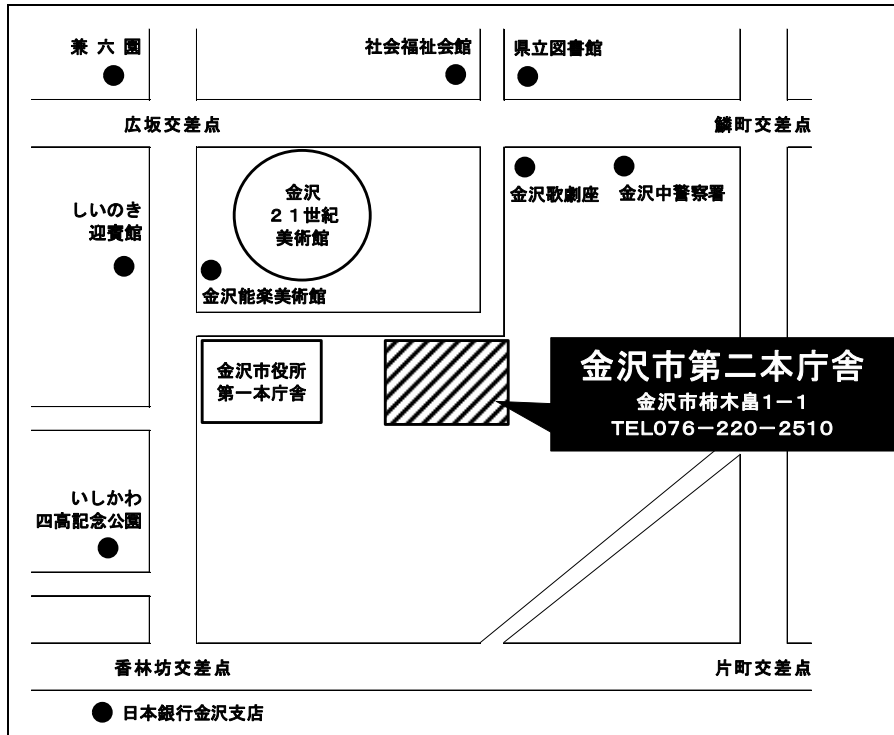 兼六園
社会福祉会館
県立図書館
広坂交差点
鱗町交差点
金沢
21世紀
美術館
金沢歌劇座
金沢中警察署
しいのき
迎賓館
金沢能楽美術館
金沢市役所
第一本庁舎
金沢市第二本庁舎
金沢市柿木畠1-1
TEL076-220-2510
いしかわ
四高記念公園
香林坊交差点
片町交差点
日本銀行金沢支店